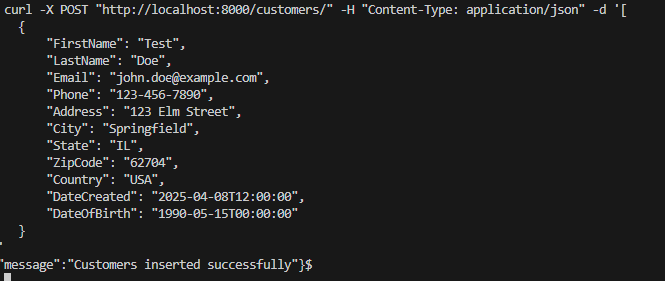 curl -X POST "http://localhost:8000/customers/" -H "Content-Type: application/json" -d '[
{
"FirstName": "Test",
"LastName": "Doe",
"Email": "john.doe@example.com",
"Phone": "123-456-7890",
"Address": "123 Elm Street",
"City": "Springfield",
"State": "IL",
"ZipCode": "62704",
"Country": "USA",
"DateCreated": "2025-04-08T12:00:00",
"DateOfBirth": "1990-05-15T00:00:00"
}
"message":"Customers inserted successfully"}$